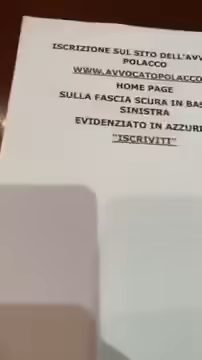 ISCRIZIONE SUL SITO DELL'AVV
POLACCO
WWW.AVVOCATOPOLACCO
HOME PAGE
SULLA FASCIA SCURA IN BAS
SINISTRA
EVIDENZIATO IN AZZURR
"ISCRIVITI"